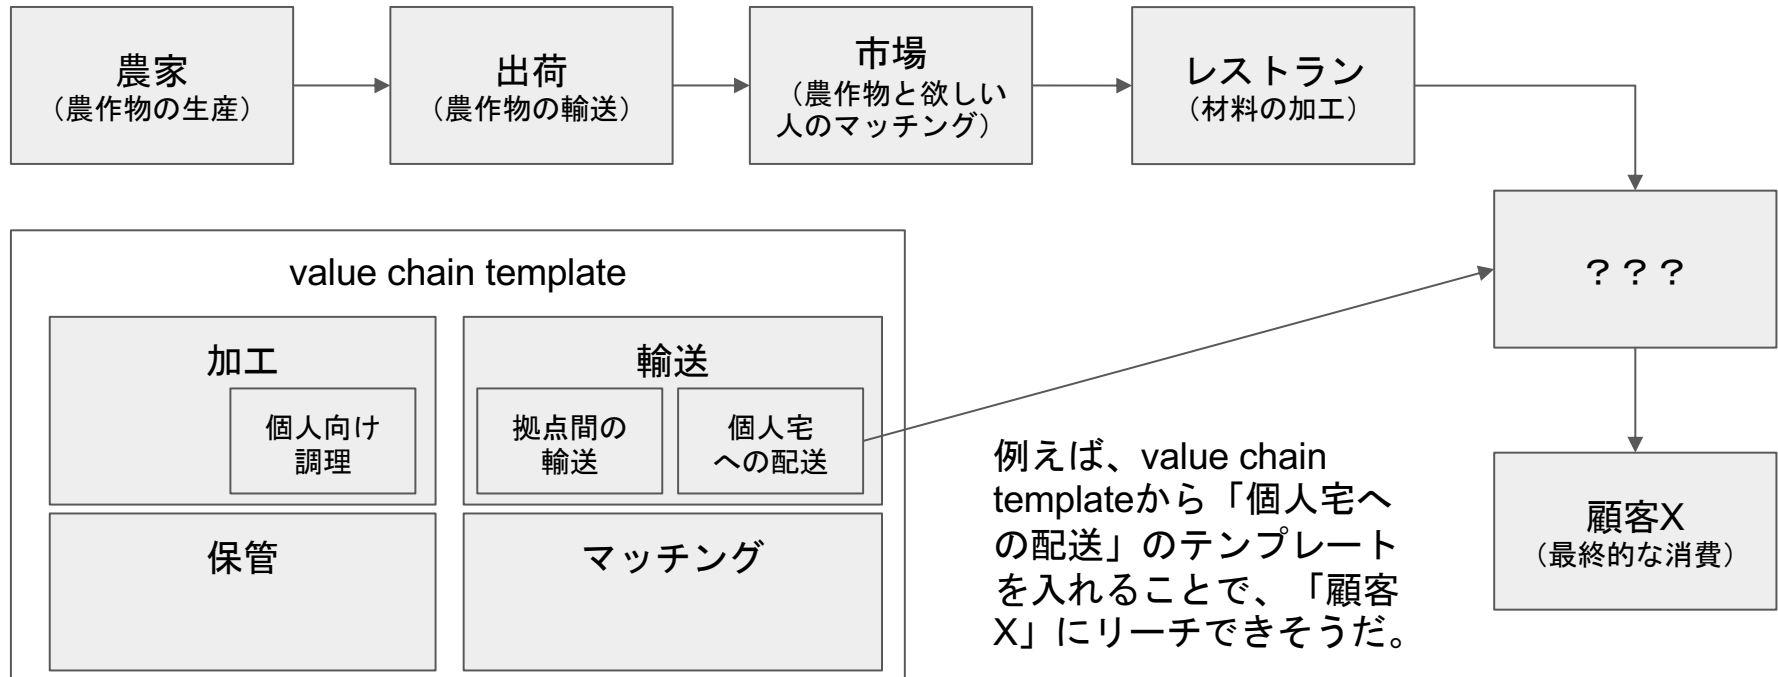 農家
（農作物の生産）
出荷
（農作物の輸送）
市場
（農作物と欲しい
人のマッチング）
レストラン
（材料の加工）
？？？
value chain template
加工
個人向け
調理
輸送
拠点間の
輸送
個人宅
への配送
保管
マッチング
例えば、value chain
templateから「個人宅へ
の配送」のテンプレート
を入れることで、「顧客
X」にリーチできそうだ。
顧客X
（最終的な消費）